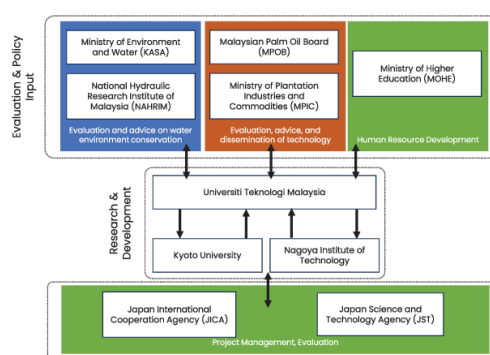 Evaluation & Policy
Input
Ministry of Environment
and Water (KASA)
National Hydraulic
Research Institute of
Malaysia (NAHRIM)
Evaluation and advice on water
environment conservation
Malaysian Palm Oil Board
(MPOB)
Ministry of Plantation
Industries and
Commodities (MPIC)
Evaluation, advice, and
dissemination of technology
Ministry of Higher
Education (MOHE)
Human Resource Development
Research &
Development
Universiti Teknologi Malaysia
Kyoto University
Nagoya Institute of
Technology
Japan International
Cooperation Agency (JICA)
Japan Science and
Technology Agency (JST)
Project Management, Evaluation